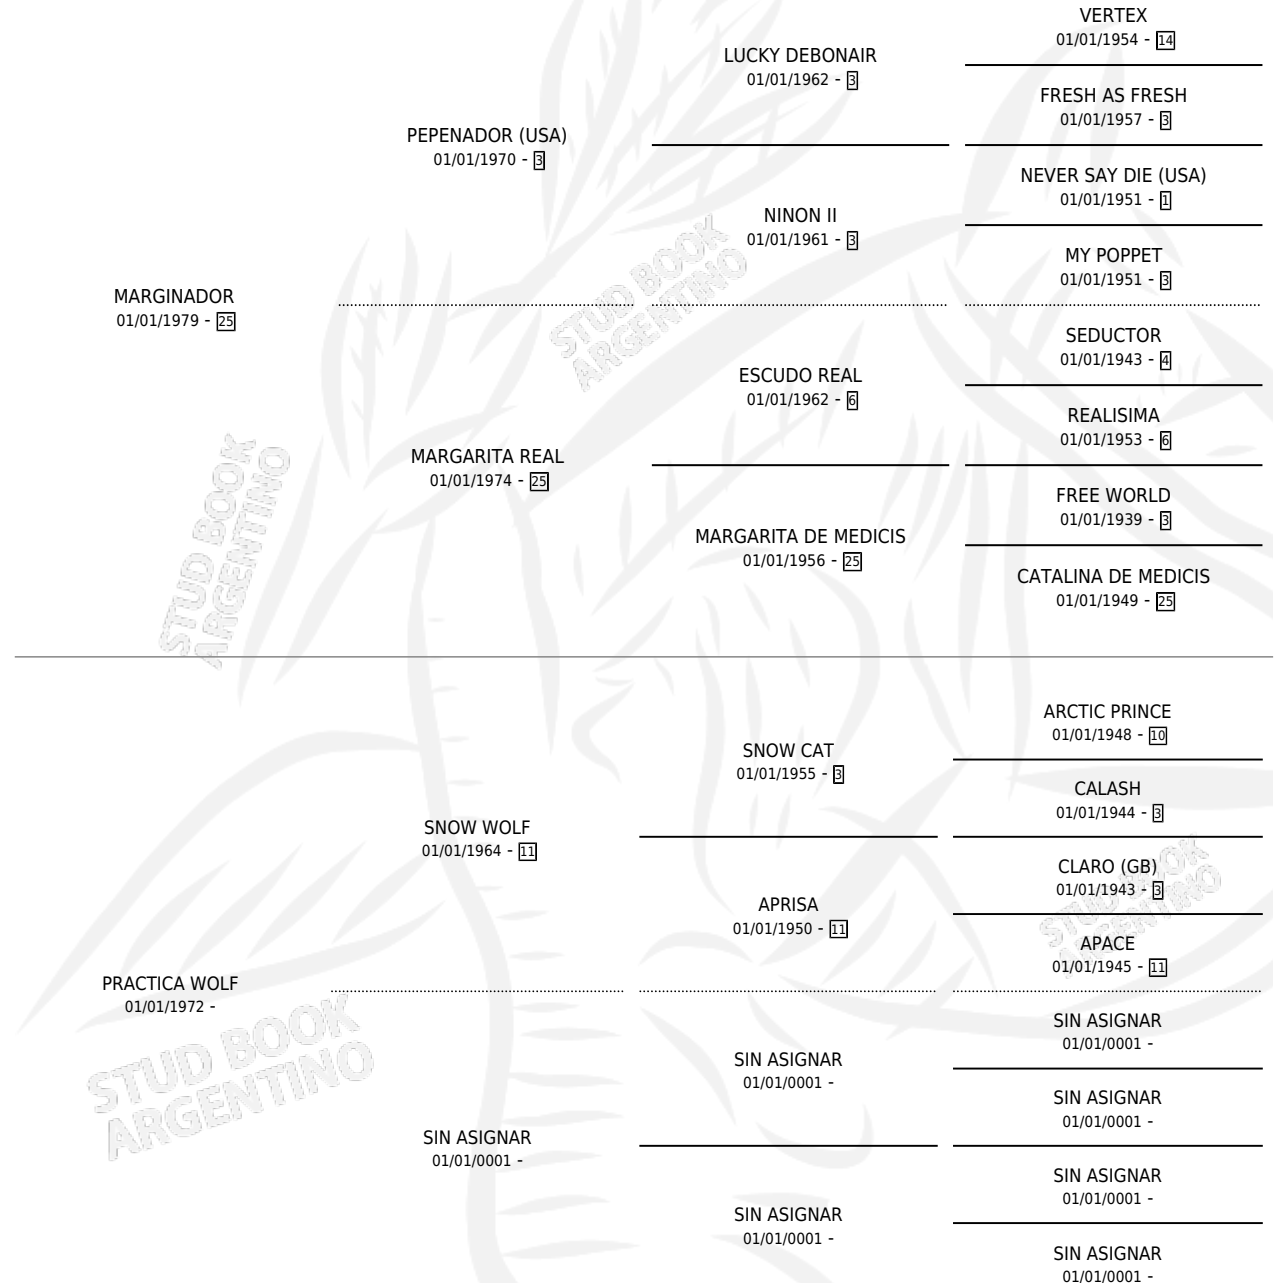 VERTEX
01/01/1954 - 14
LUCKY DEBONAIR
01/01/1962 - 3
FRESH AS FRESH
01/01/1957 - 3
PEPENADOR (USA)
01/01/1970 - 3
NEVER SAY DIE (USA)
01/01/1951 - 1
NINON II
01/01/1961 - 3
MY POPPET
01/01/1951 - 3
MARGINADOR
01/01/1979 - 25
SEDUCTOR
01/01/1943 - 4
ESCUDO REAL
01/01/1962 - 6
REALISIMA
01/01/1953 - 6
MARGARITA REAL
01/01/1974 - 25
FREE WORLD
01/01/1939 - 3
MARGARITA DE MEDICIS
01/01/1956 - 25
CATALINA DE MEDICIS
01/01/1949 - 25
ARCTIC PRINCE
01/01/1948 - 10
SNOW CAT
01/01/1955 - 3
CALASH
01/01/1944 - 3
SNOW WOLF
01/01/1964 - 11
CLARO (GB)
01/01/1943 - 3
APRISA
01/01/1950 - 11
APACE
01/01/1945 - 11
PRACTICA WOLF
01/01/1972 -
SIN ASIGNAR
01/01/0001 -
SIN ASIGNAR
01/01/0001 -
SIN ASIGNAR
01/01/0001 -
SIN ASIGNAR
01/01/0001 -
SIN ASIGNAR
01/01/0001 -
SIN ASIGNAR
01/01/0001 -
SIN ASIGNAR
01/01/0001 -
STUD BOOK
ARGENTINO
STUD BOOK
ARGENTINO
STUD BOOK
ARGENTINO
STUD BOOK
ARGENTINO